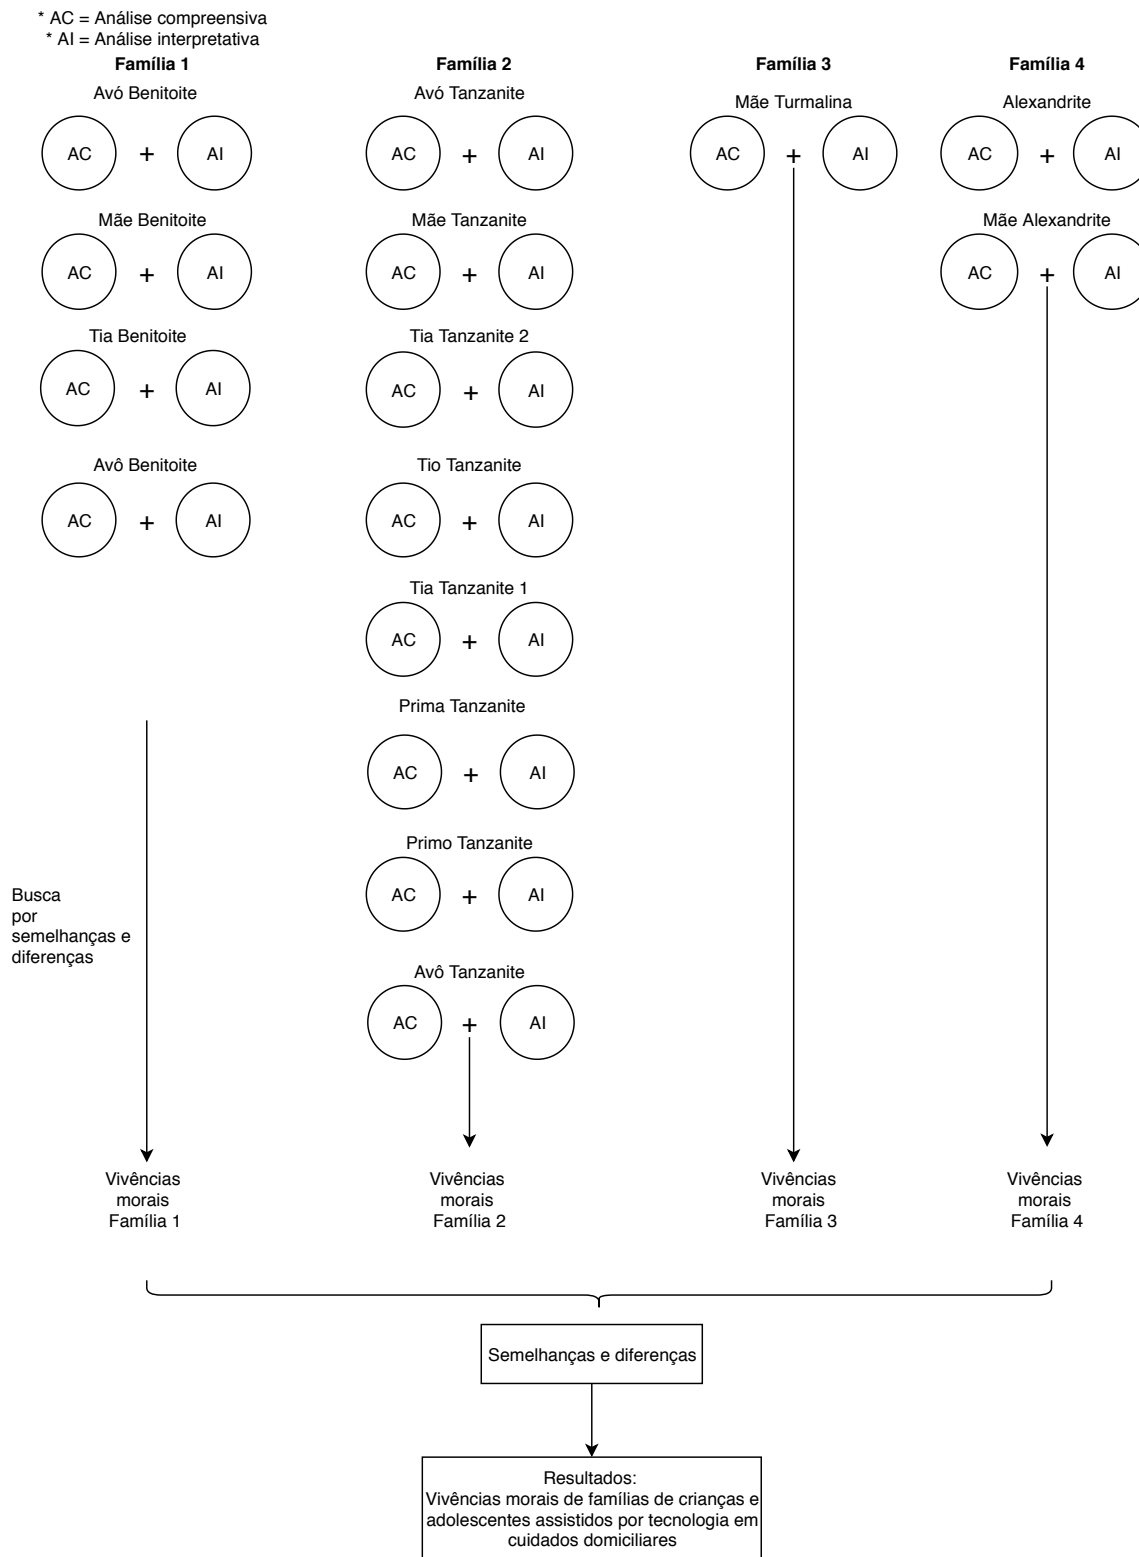 * AC = Análise compreensiva
* AI = Análise interpretativa
Família 1
Avó Benitoite
AC + AI
Mãe Benitoite
AC + AI
Tia Benitoite
AC + AI
Avô Benitoite
AC + AI
Busca
por
semelhanças e
diferenças
Vivências
morais
Família 1
Família 2
Avó Tanzanite
AC + AI
Mãe Tanzanite
AC + AI
Tia Tanzanite 2
AC + AI
Tio Tanzanite
AC + AI
Tia Tanzanite 1
AC + AI
Prima Tanzanite
AC + AI
Primo Tanzanite
AC + AI
Avô Tanzanite
AC + AI
Vivências
morais
Família 2
Família 3
Mãe Turmalina
AC + AI
Vivências
morais
Família 3
Família 4
Alexandrite
AC + AI
Mãe Alexandrite
AC + AI
Vivências
morais
Família 4
Semelhanças e diferenças
Resultados:
Vivências morais de famílias de crianças e
adolescentes assistidos por tecnologia em
cuidados domiciliares